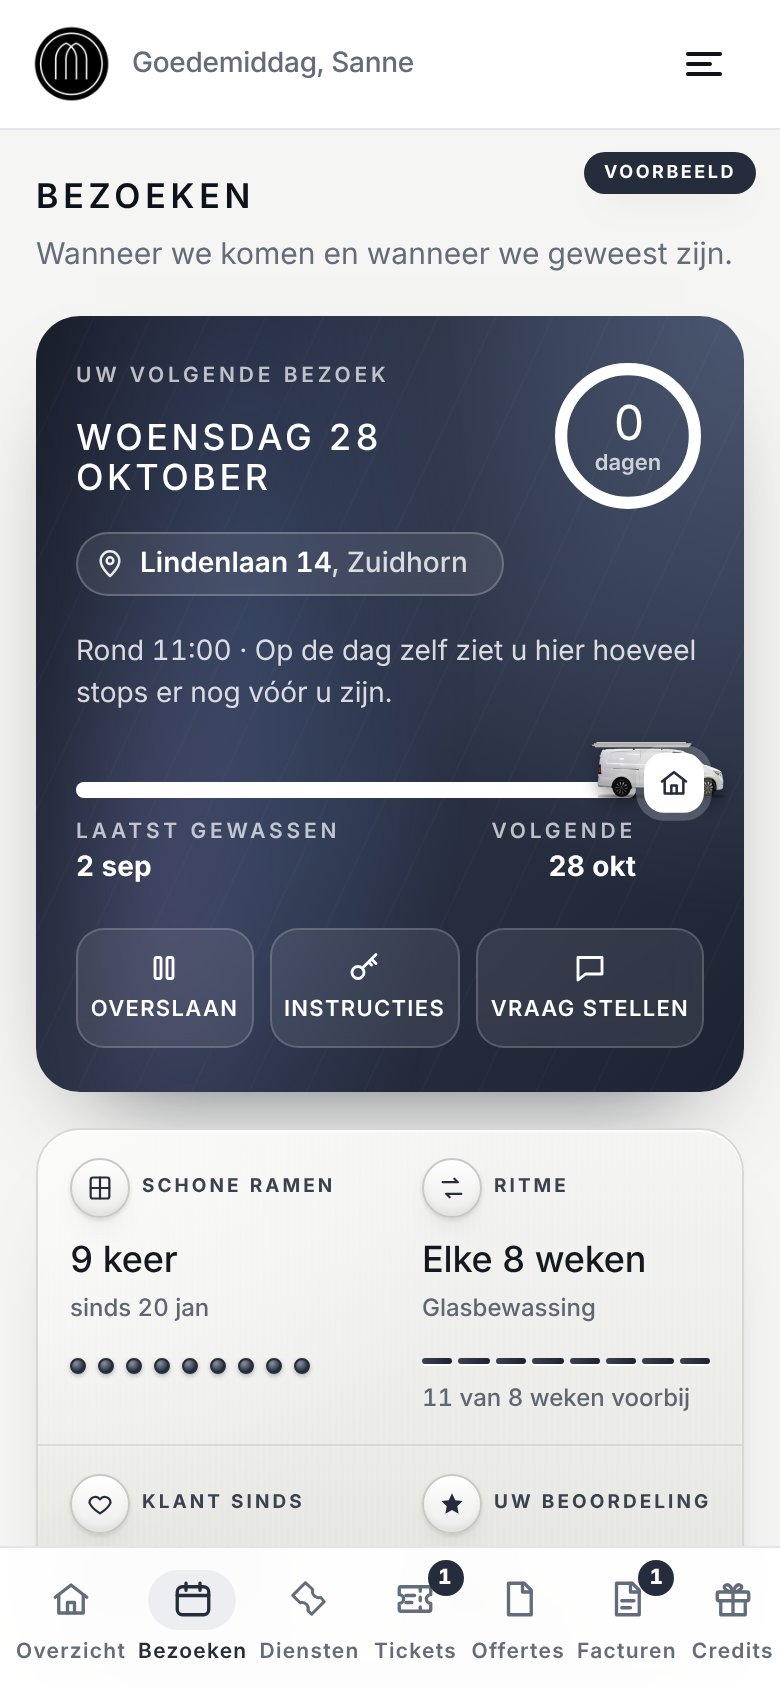 Goedemiddag, Sanne
VOORBEELD
BEZOEKEN
Wanneer we komen en wanneer we geweest zijn.
UW VOLGENDE BEZOEK
WOENSDAG 28
OKTOBER
0
dagen
Lindenlaan 14, Zuidhorn
Rond 11:00 · Op de dag zelf ziet u hier hoeveel
stops er nog vóór u zijn.
LAATST GEWASSEN
2 sep
VOLGENDE
28 okt
OVERSLAAN
INSTRUCTIES
VRAAG STELLEN
SCHONE RAMEN
9 keer
sinds 20 jan
RITME
Elke 8 weken
Glasbewassing
11 van 8 weken voorbij
KLANT SINDS
UW BEOORDELING
Overzicht
Bezoeken
Diensten
1
Tickets
Offertes
1
Facturen
Credits